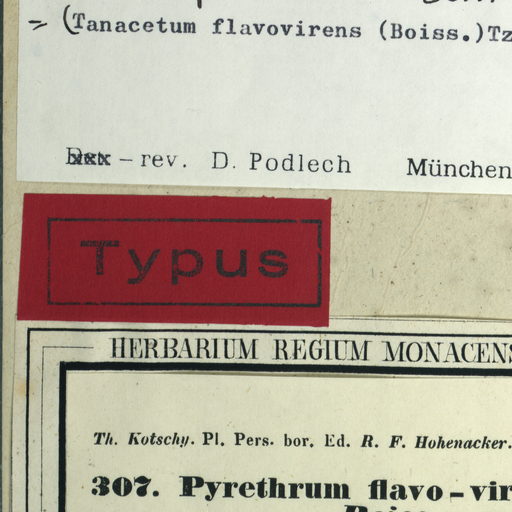 = (Tanacetum flavovirens (Boiss.)Tz
rev. D. Podlech München
Typus
HERBARIUM REGIUM MONACENS
Th. Kotschy. Pl. Pers. bor. Ed. R. F. Hohenacker.
307. Pyrethrum flavo-vir